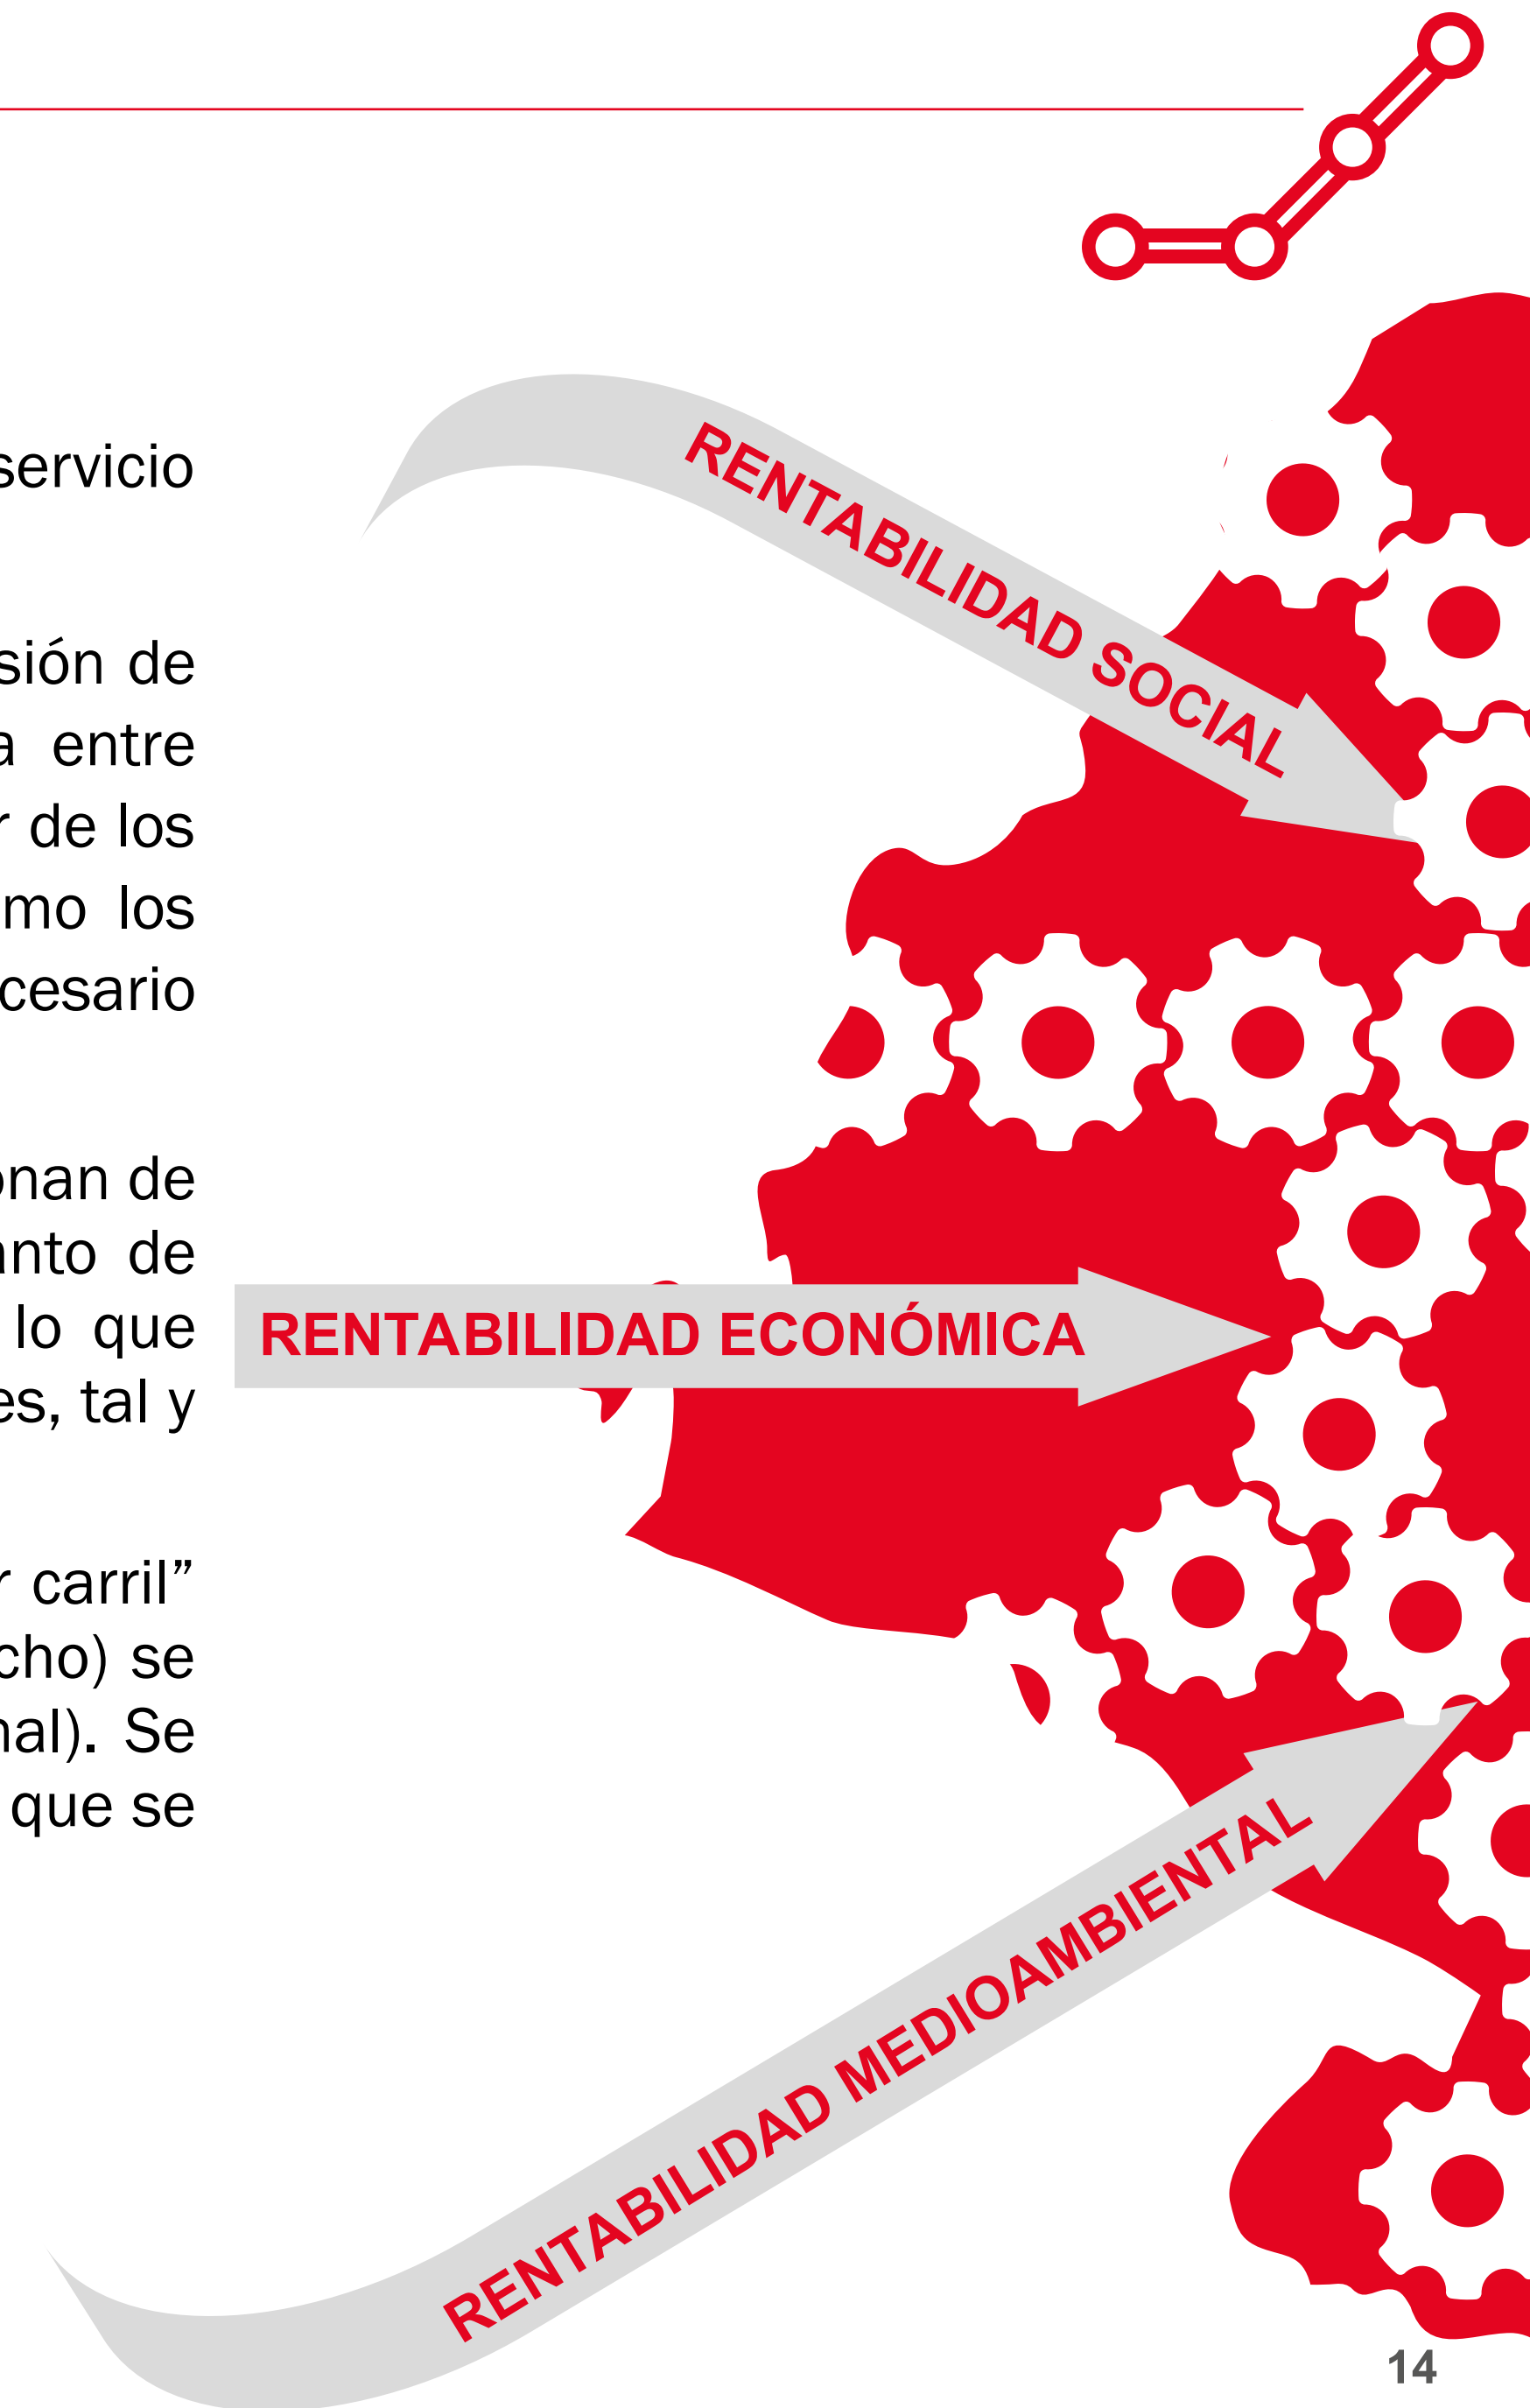 servicio
sión de
a entre
r de los
mo los
cesario
onan de
anto de
lo que
es, tal y
r carril”
cho) se
nal). Se
que se
RENTABILIDAD SOCIAL
RENTABILIDAD ECONÓMICA
RENTABILIDAD MEDIOAMBIENTAL
14